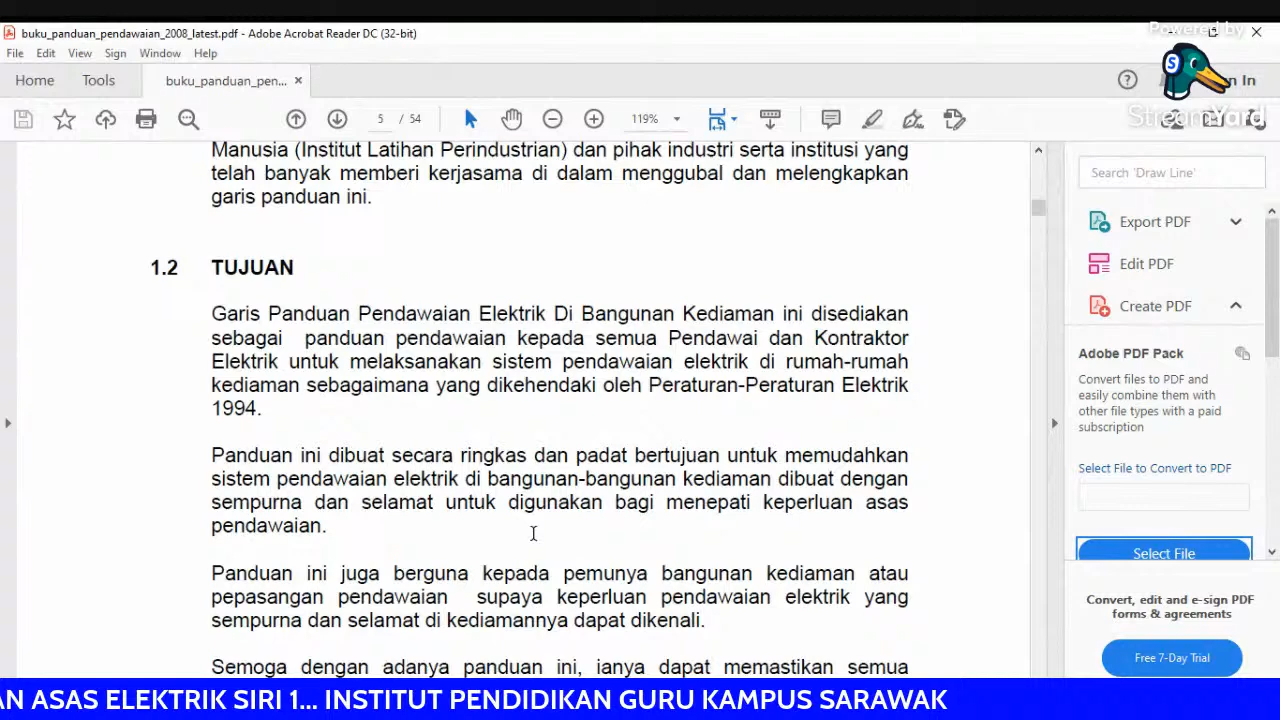 Powered by
buku_panduan_pendawaian_2008_latest.pdf - Adobe Acrobat Reader DC (32-bit)
File Edit View Sign Window Help
Home Tools buku_panduan_pen... × In
5 / 54 119%
StreamYard
Manusia (Institut Latihan Perindustrian) dan pihak industri serta institusi yang
telah banyak memberi kerjasama di dalam menggubal dan melengkapkan
garis panduan ini.
1.2 TUJUAN
Garis Panduan Pendawaian Elektrik Di Bangunan Kediaman ini disediakan
sebagai panduan pendawaian kepada semua Pendawai dan Kontraktor
Elektrik untuk melaksanakan sistem pendawaian elektrik di rumah-rumah
kediaman sebagaimana yang dikehendaki oleh Peraturan-Peraturan Elektrik
1994.
Panduan ini dibuat secara ringkas dan padat bertujuan untuk memudahkan
sistem pendawaian elektrik di bangunan-bangunan kediaman dibuat dengan
sempurna dan selamat untuk digunakan bagi menepati keperluan asas
pendawaian.
Panduan ini juga berguna kepada pemunya bangunan kediaman atau
pepasangan pendawaian supaya keperluan pendawaian elektrik yang
sempurna dan selamat di kediamannya dapat dikenali.
Semoga dengan adanya panduan ini, ianya dapat memastikan semua
Search 'Draw Line'
Export PDF
Edit PDF
Create PDF
Adobe PDF Pack
Convert files to PDF and
easily combine them with
other file types with a paid
subscription
Select File to Convert to PDF
Select File
Convert, edit and e-sign PDF
forms & agreements
Free 7-Day Trial
AN ASAS ELEKTRIK SIRI 1... INSTITUT PENDIDIKAN GURU KAMPUS SARAWAK